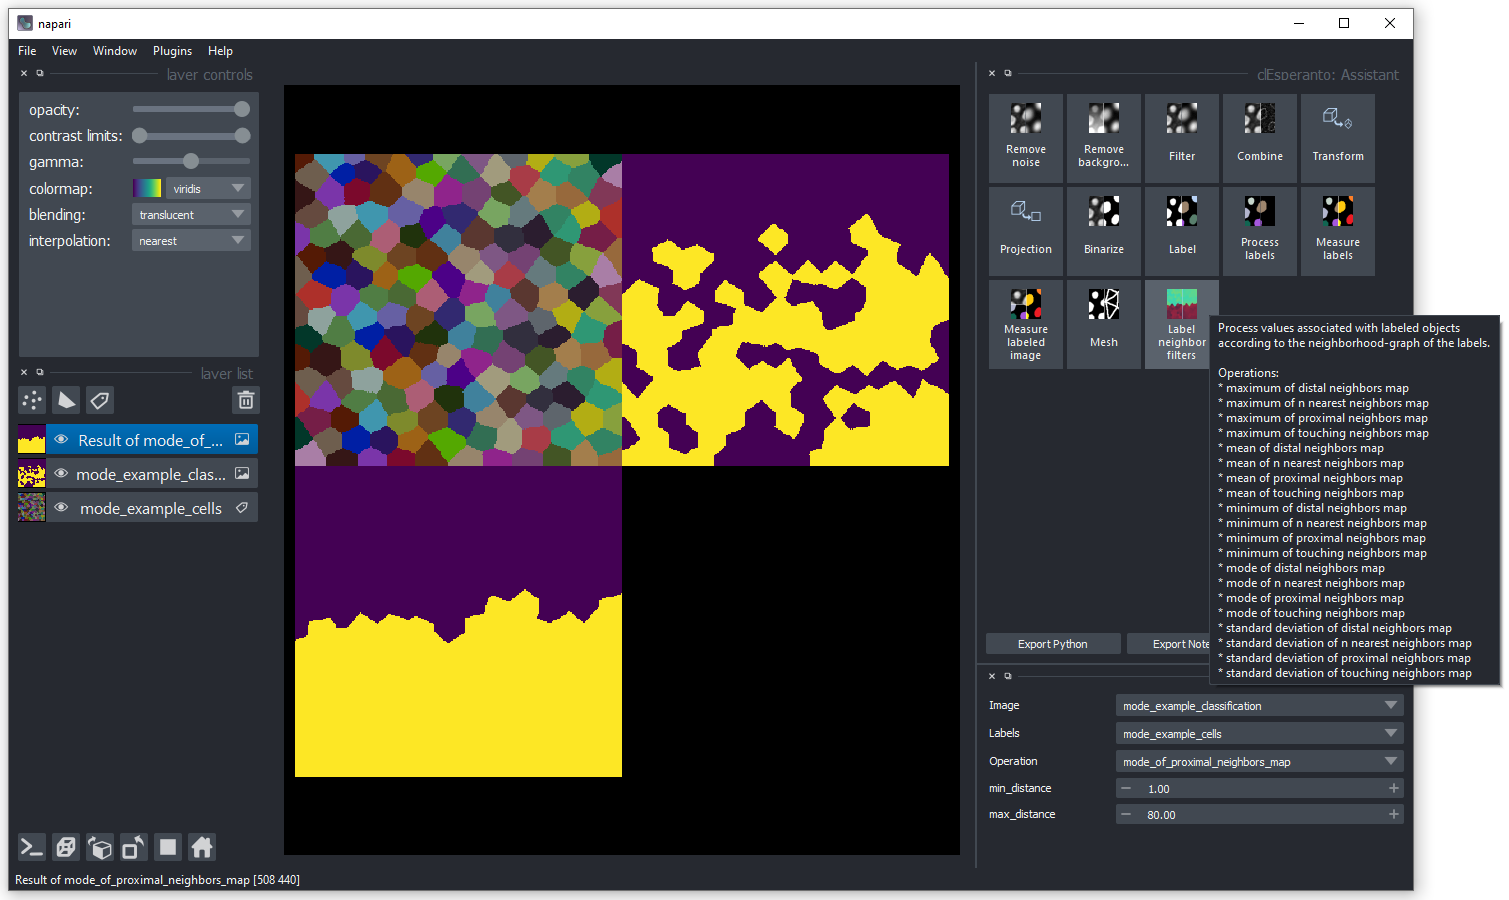 napari
File View Window Plugins Help
layer controls
opacity:
contrast limits:
gamma:
colormap: viridis
blending: translucent
interpolation: nearest
layer list
Result of mode_of_...
mode_example_clas...
mode_example_cells
Result of mode_of_proximal_neighbors_map [508 440]
clEsperanto: Assistant
Remove noise
Remove backgro...
Filter
Combine
Transform
Projection
Binarize
Label
Process labels
Measure labels
Measure labeled image
Mesh
Label neighbor filters
Process values associated with labeled objects
according to the neighborhood-graph of the labels.
Operations:
* maximum of distal neighbors map
* maximum of n nearest neighbors map
* maximum of proximal neighbors map
* maximum of touching neighbors map
* mean of distal neighbors map
* mean of n nearest neighbors map
* mean of proximal neighbors map
* mean of touching neighbors map
* minimum of distal neighbors map
* minimum of n nearest neighbors map
* minimum of proximal neighbors map
* minimum of touching neighbors map
* mode of distal neighbors map
* mode of n nearest neighbors map
* mode of proximal neighbors map
* mode of touching neighbors map
* standard deviation of distal neighbors map
* standard deviation of n nearest neighbors map
* standard deviation of proximal neighbors map
* standard deviation of touching neighbors map
Export Python
Export Note
Image mode_example_classification
Labels mode_example_cells
Operation mode_of_proximal_neighbors_map
min_distance − 1.00 +
max_distance − 80.00 +